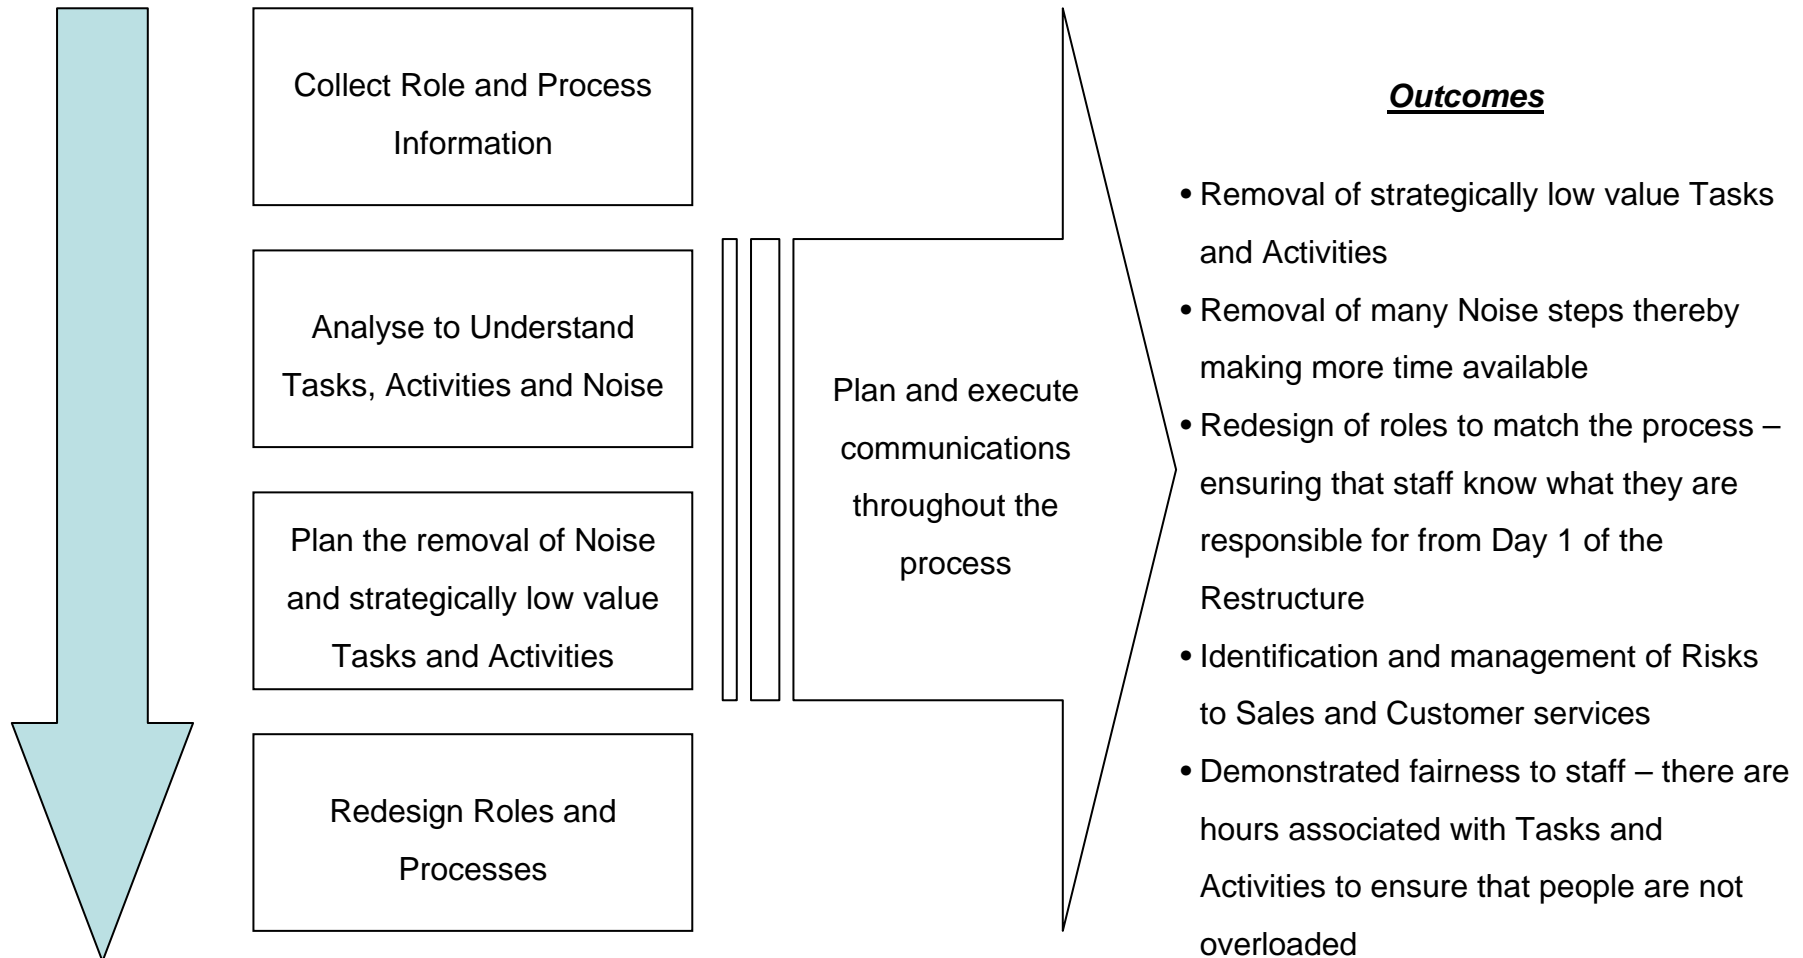 Collect Role and Process
Information
Analyse to Understand
Tasks, Activities and Noise
Plan the removal of Noise
and strategically low value
Tasks and Activities
Redesign Roles and
Processes
Plan and execute
communications
throughout the
process
Outcomes
• Removal of strategically low value Tasks
and Activities
• Removal of many Noise steps thereby
making more time available
• Redesign of roles to match the process –
ensuring that staff know what they are
responsible for from Day 1 of the
Restructure
• Identification and management of Risks
to Sales and Customer services
• Demonstrated fairness to staff – there are
hours associated with Tasks and
Activities to ensure that people are not
overloaded